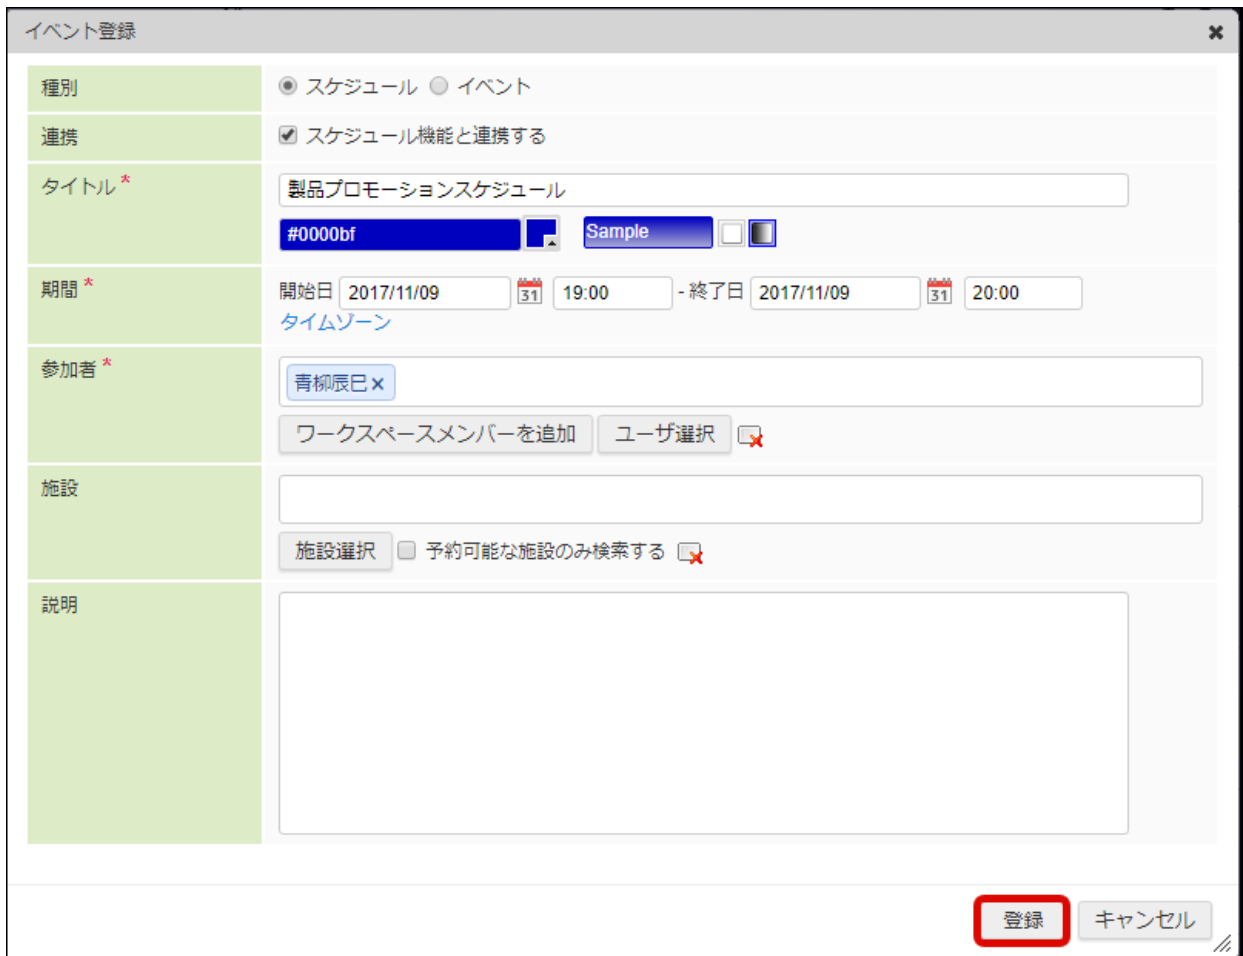 イベント登録
種別
スケジュール イベント
連携
スケジュール機能と連携する
タイトル *
製品プロモーションスケジュール
#0000bf Sample
期間 *
開始日 2017/11/09 31 19:00 - 終了日 2017/11/09 31 20:00
タイムゾーン
参加者 *
青柳辰巳 ×
ワークスペースメンバーを追加 ユーザ選択
施設
施設選択 予約可能な施設のみ検索する
説明
登録 キャンセル